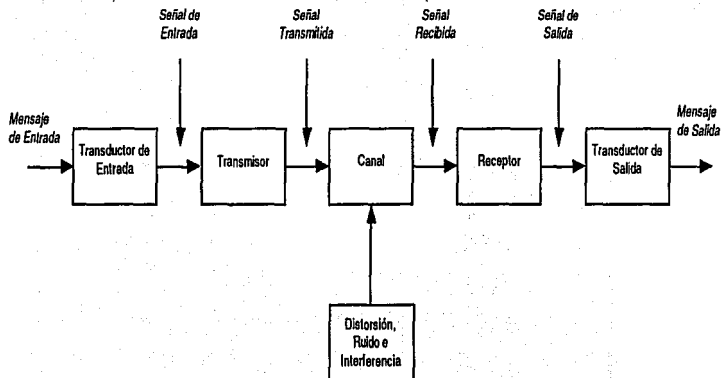 Señal de
Entrada
Señal
Transmitida
Señal
Recibida
Señal de
Salida
Mensaje
de Entrada
Mensaje
de Salida
Transductor de
Entrada
Transmisor
Canal
Receptor
Transductor de
Salida
Distorsión,
Ruido e
Interferencia